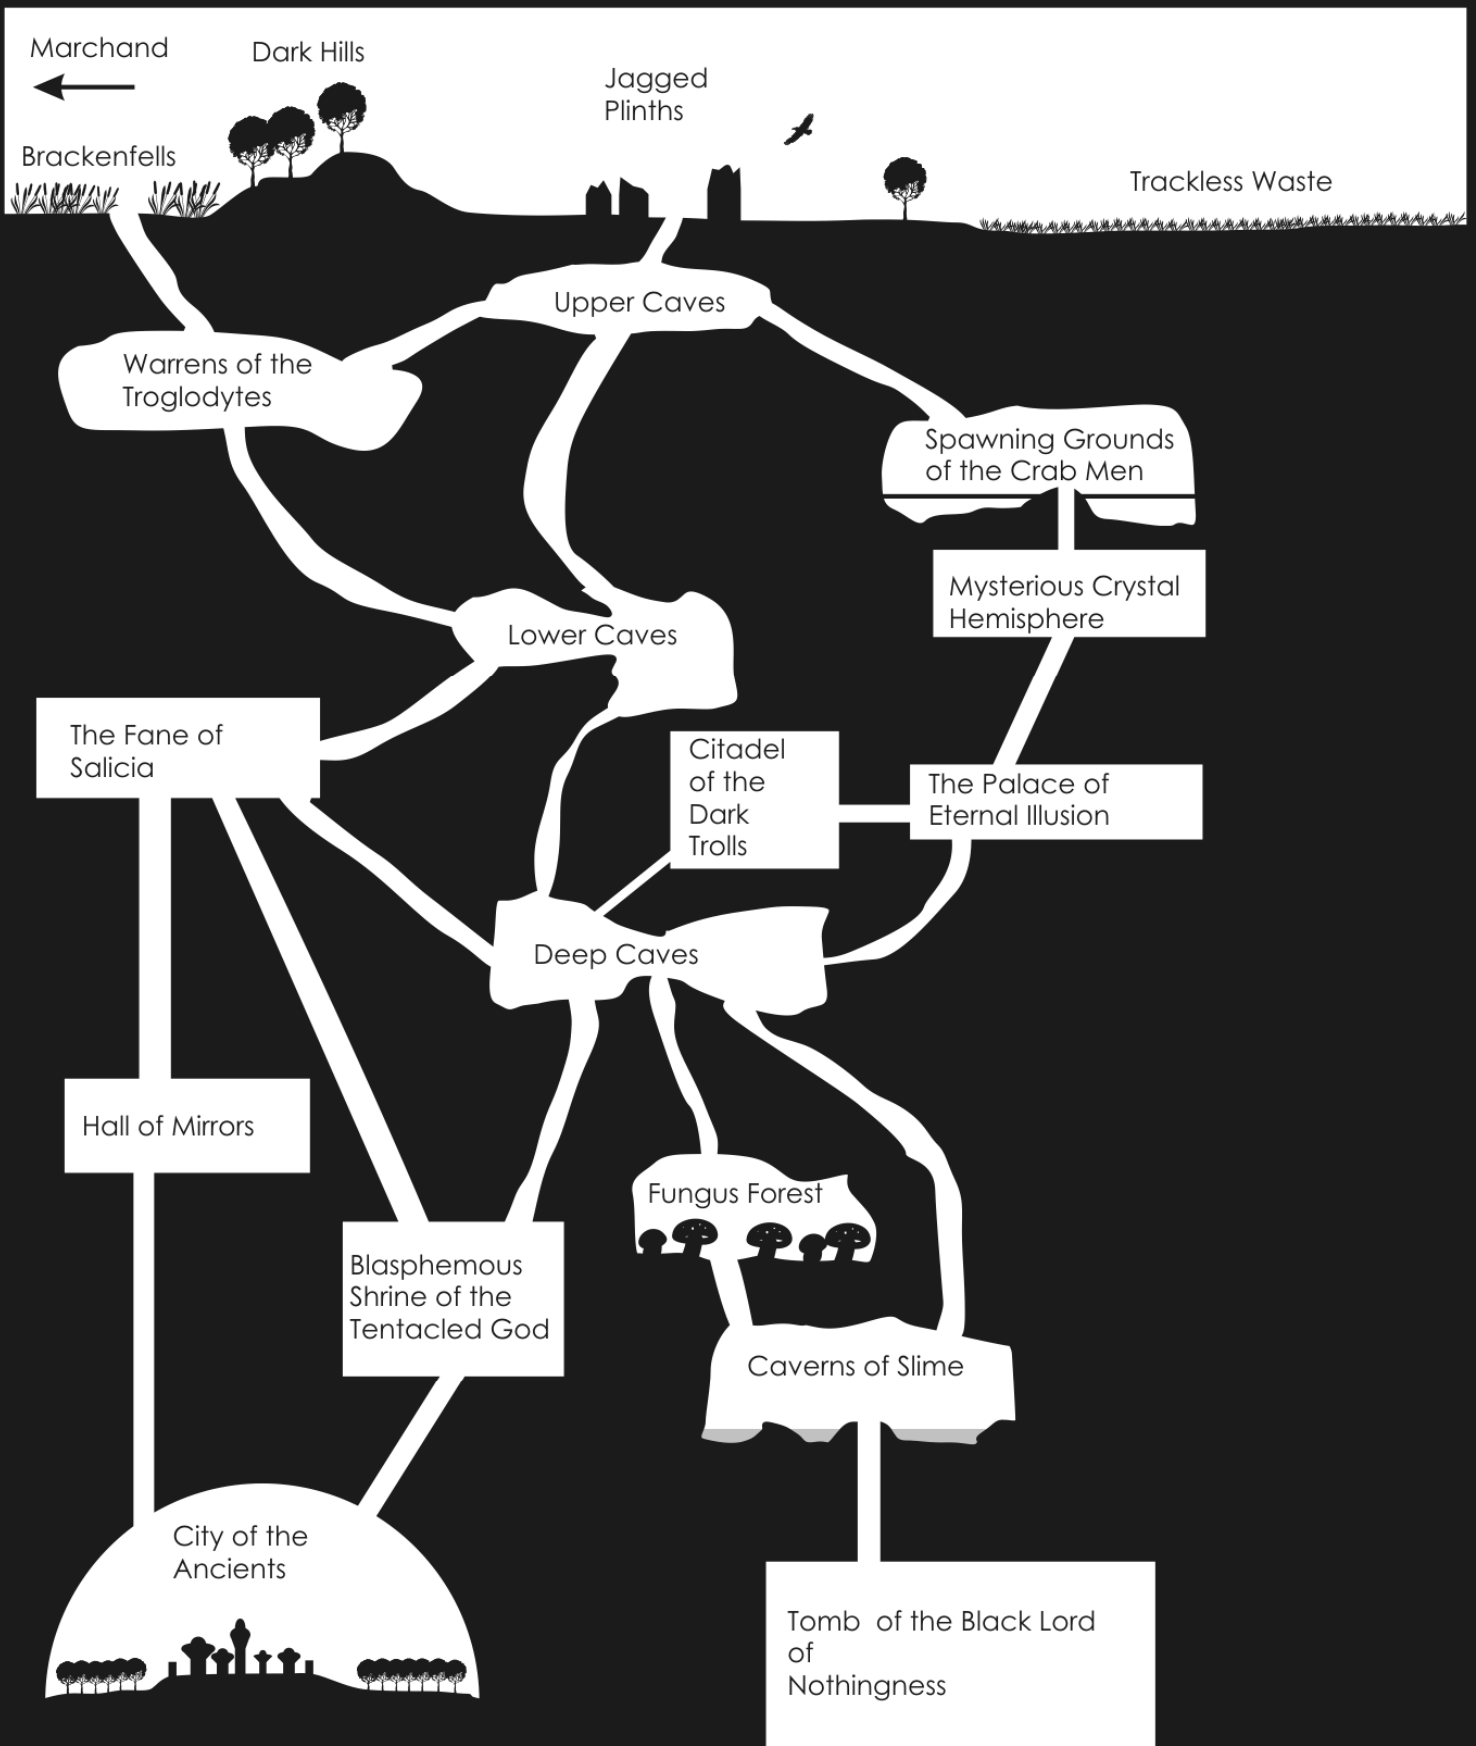 Marchand
Dark Hills
Jagged
Plinths
Brackenfells
Trackless Waste
Upper Caves
Warrens of the
Troglodytes
Spawning Grounds
of the Crab Men
Mysterious Crystal
Hemisphere
Lower Caves
The Fane of
Salicia
Citadel
of the
Dark
Trolls
The Palace of
Eternal Illusion
Deep Caves
Hall of Mirrors
Fungus Forest
Blasphemous
Shrine of the
Tentacled God
Caverns of Slime
City of the
Ancients
Tomb  of the Black Lord
of
Nothingness